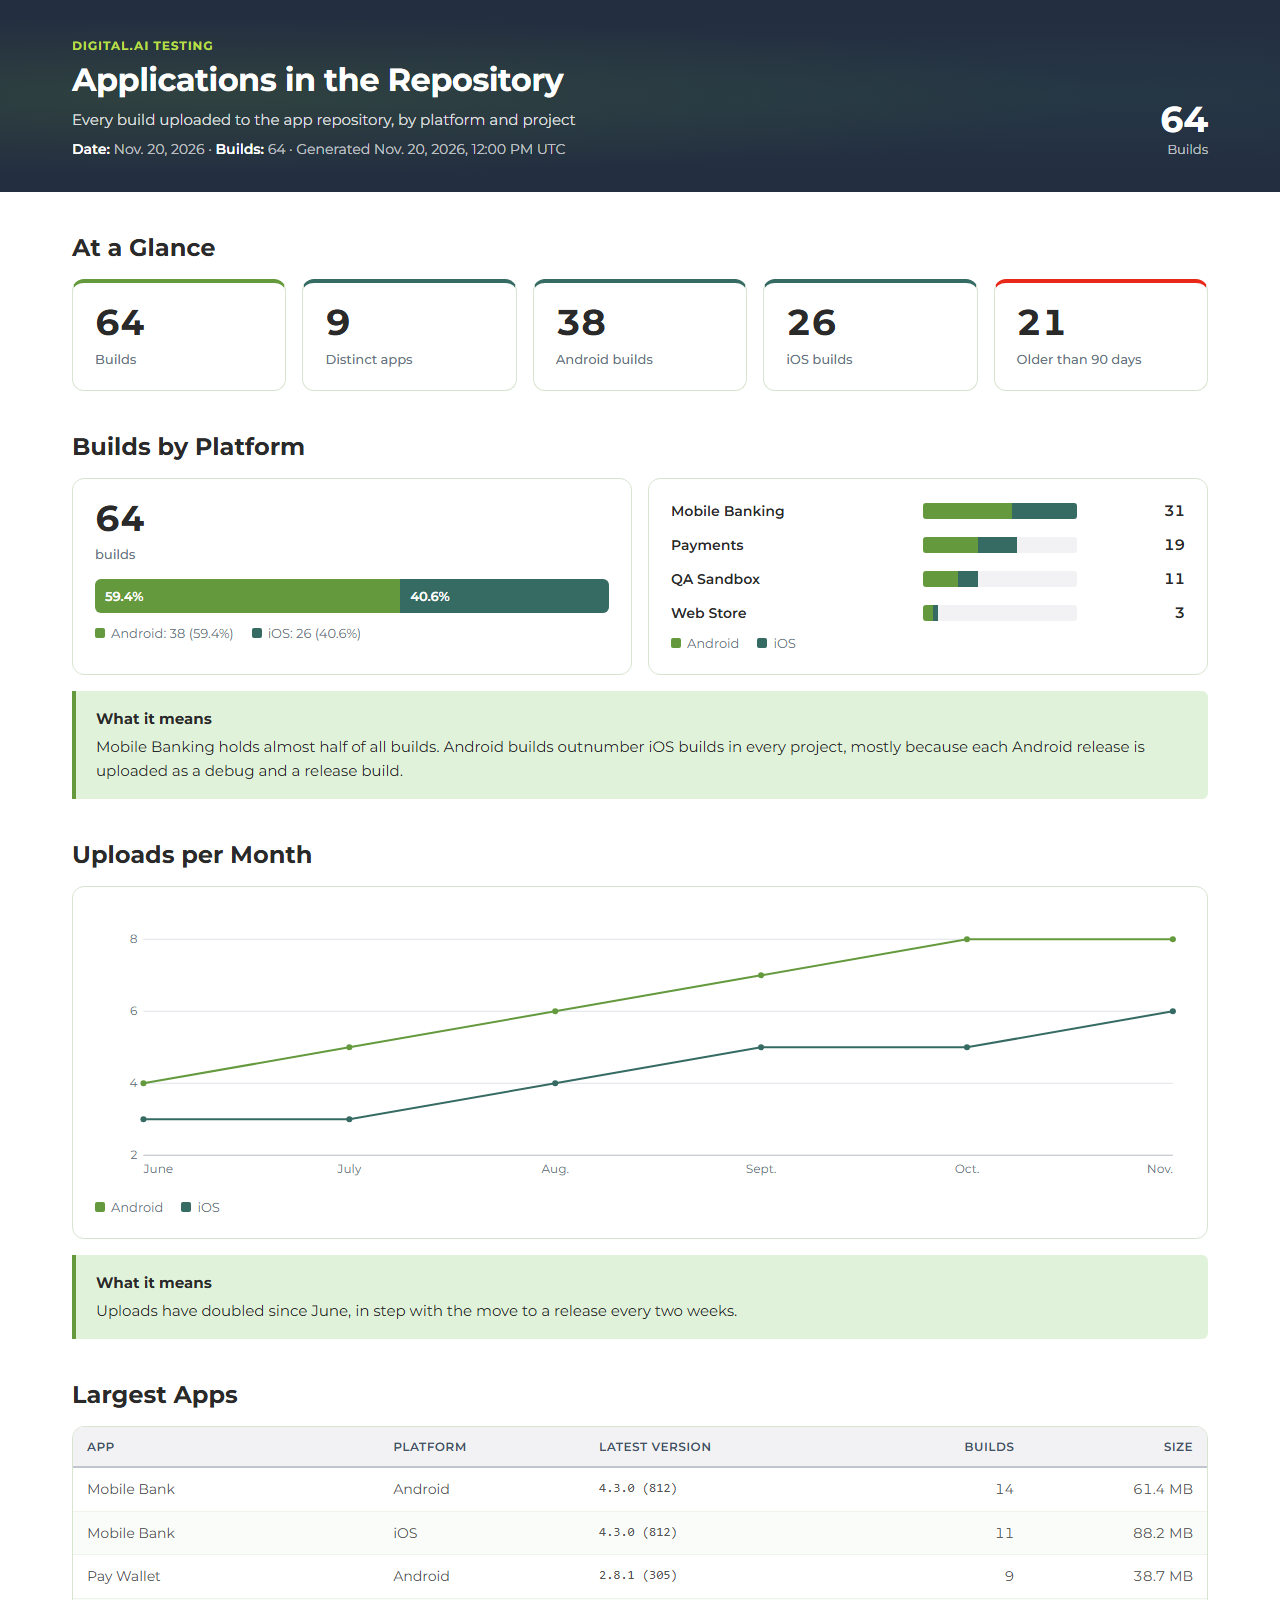 DIGITAL.AI TESTING
Applications in the Repository
Every build uploaded to the app repository, by platform and project
Date: Nov. 20, 2026 · Builds: 64 · Generated Nov. 20, 2026, 12:00 PM UTC
64
Builds
At a Glance
64
Builds
9
Distinct apps
38
Android builds
26
iOS builds
21
Older than 90 days
Builds by Platform
64
builds
59.4% 40.6%
Android: 38 (59.4%) iOS: 26 (40.6%)
Mobile Banking 31
Payments 19
QA Sandbox 11
Web Store 3
Android iOS
What it means
Mobile Banking holds almost half of all builds. Android builds outnumber iOS builds in every project, mostly because each Android release is
uploaded as a debug and a release build.
Uploads per Month
8
6
4
2
June July Aug. Sept. Oct. Nov.
Android iOS
What it means
Uploads have doubled since June, in step with the move to a release every two weeks.
Largest Apps
APP PLATFORM LATEST VERSION BUILDS SIZE
Mobile Bank Android 4.3.0 (812) 14 61.4 MB
Mobile Bank iOS 4.3.0 (812) 11 88.2 MB
Pay Wallet Android 2.8.1 (305) 9 38.7 MB